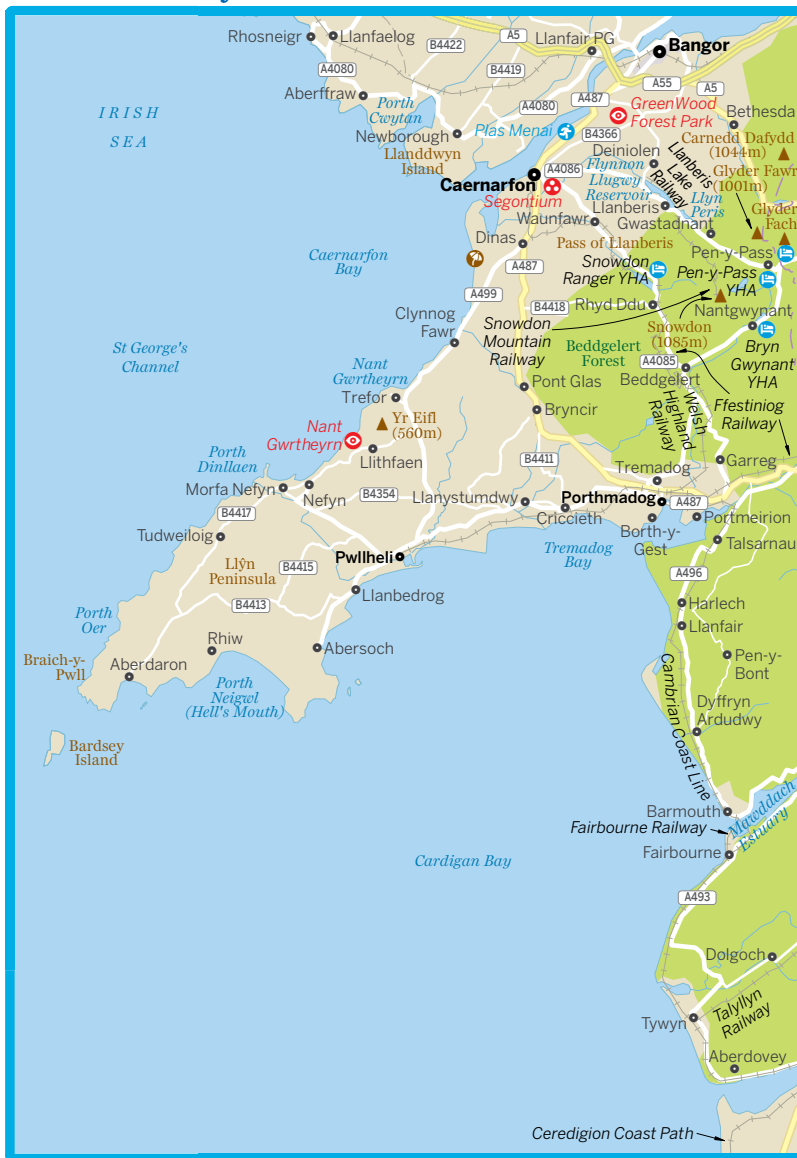 Rhosneigr
Llanfaelog
B4422
A5
Llanfair PG
Bangor
A4080
B4419
A55
A5
Aberffraw
Porth
Cwytan
A4080
A487
GreenWood
Forest Park
Bethesda
IRISH
SEA
Newborough
Plas Menai
B4366
Carnedd Dafydd
(1044m)
Llanddwyn
Island
Deiniolen
Llanberis
Lake
Railway
Glyder Fawr
(1001m)
A4086
Flynnon
Llugwy
Reservoir
Caernarfon
Segontium
Llyn
Peris
Glyder
Fach
Waunfawr
Llanberis
Gwastadnant
Dinas
Pass of Llanberis
Pen-y-Pass
Caernarfon
Bay
A487
Snowdon
Ranger YHA
Pen-y-Pass
YHA
A499
B4418
Rhyd Ddu
Nantgwynant
Clynnog
Fawr
Snowdon
Mountain
Railway
Snowdon
(1085m)
St George's
Channel
Beddgelert
Forest
A4085
Bryn
Gwynant
YHA
Nant
Gwrtheyrn
Pont Glas
Beddgelert
Trefor
Welsh
Highland
Railway
Ffestiniog
Railway
Bryncir
Yr Eifl
(560m)
Nant
Gwrtheyrn
Llithfaen
B4411
Garreg
Porth
Dinllaen
Tremadog
Morfa Nefyn
Nefyn
B4354
Llanystumdwy
Porthmadog
A487
B4417
Criccieth
Borth-y-
Gest
Portmeirion
Tudweiliog
Tremadog
Bay
Talsarnau
Pwllheli
Llŷn
Peninsula
B4415
A496
B4413
Llanbedrog
Harlech
Porth
Oer
Llanfair
Rhiw
Abersoch
Braich-y-
Pwll
Aberdaron
Pen-y-
Bont
Porth
Neigwl
(Hell's Mouth)
Cambrian Coast Line
Dyffryn
Ardudwy
Bardsey
Island
Barmouth
Mawddach
Estuary
Fairbourne Railway
Fairbourne
Cardigan Bay
A493
Dolgoch
Talyllyn
Railway
Tywyn
Aberdovey
Ceredigion Coast Path